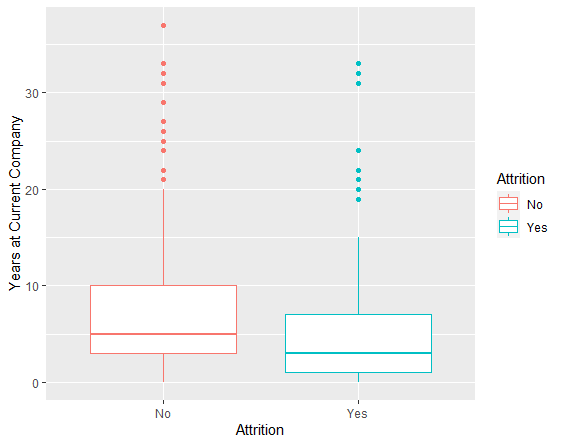 Years at Current Company
30
20
10
0
No
Yes
Attrition
Attrition
No
Yes